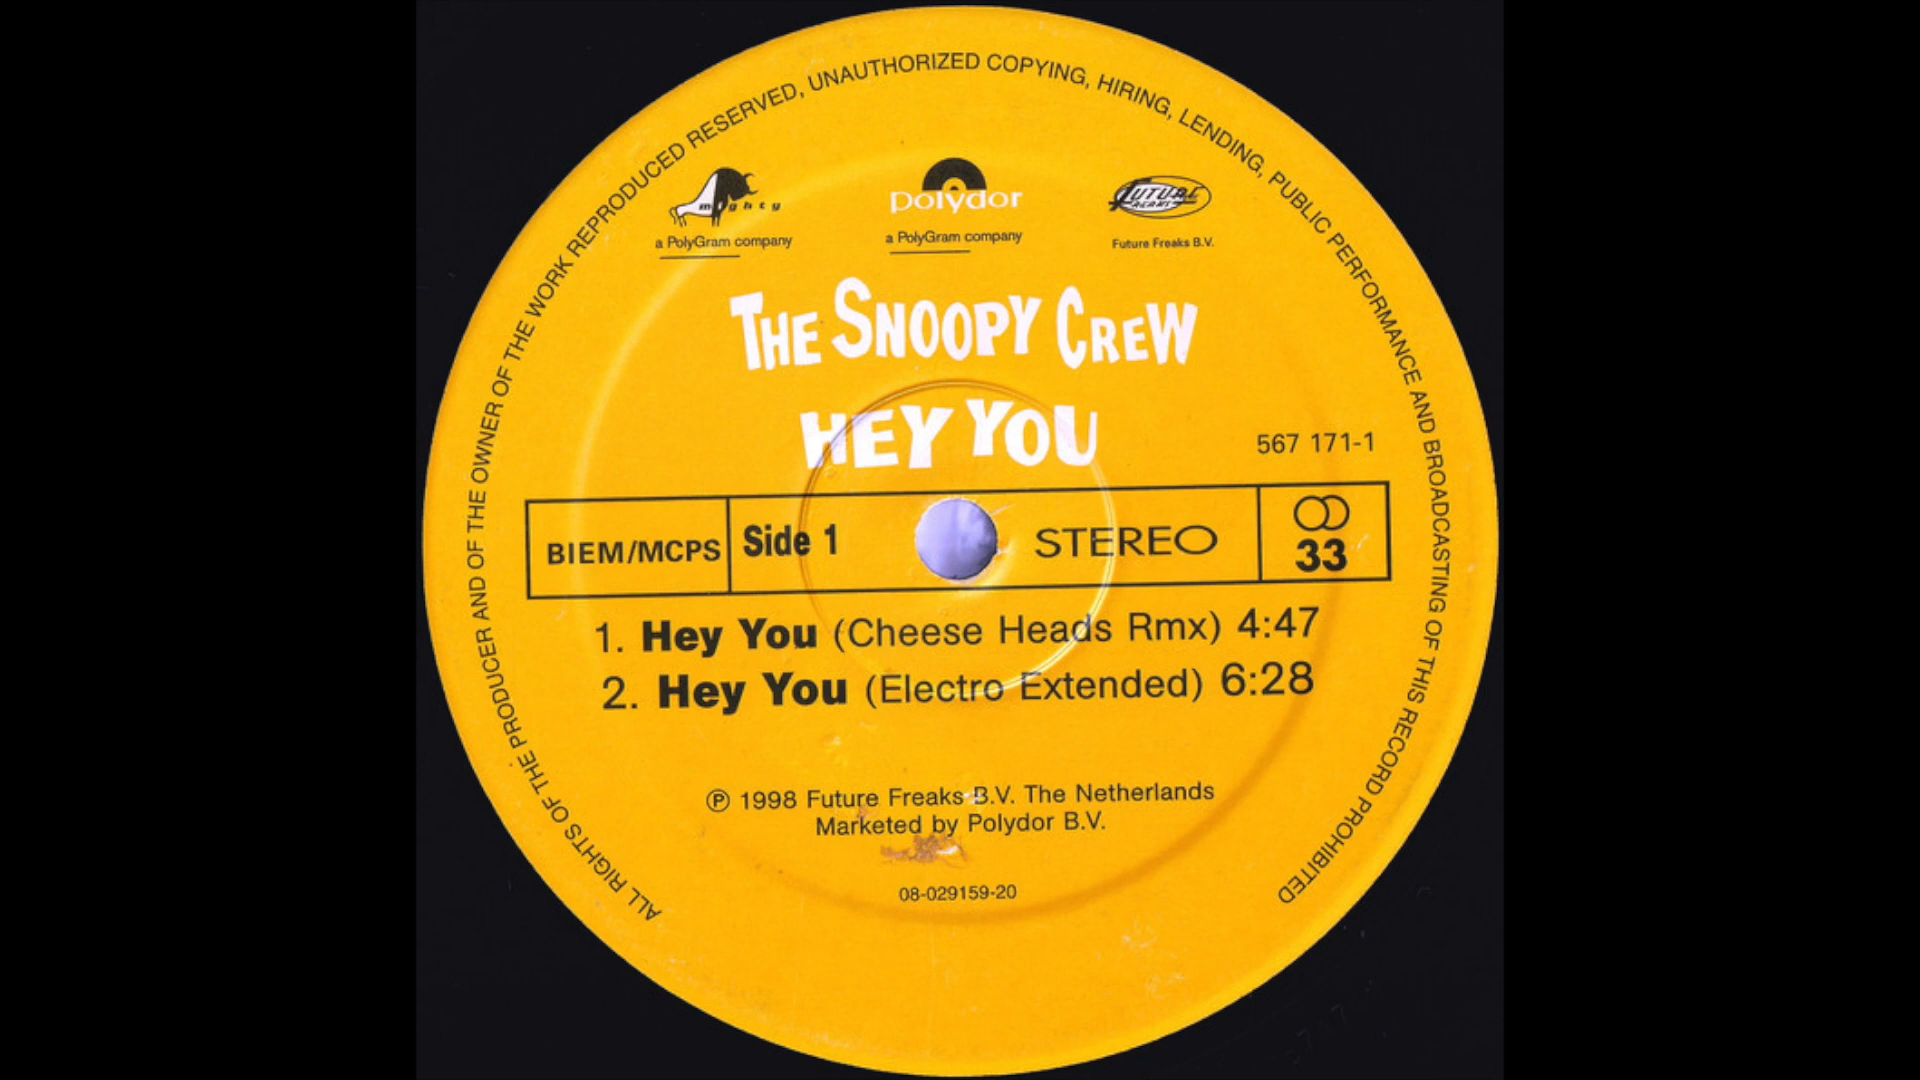 ALL RIGHTS OF THE PRODUCER AND OF THE OWNER OF THE WORK REPRODUCED RESERVED, UNAUTHORIZED COPYING, HIRING, LENDING, PUBLIC PERFORMANCE AND BROADCASTING OF THIS RECORD PROHIBITED
mighty
a PolyGram company
polydor
a PolyGram company
FUTURE FREAKS
Future Freaks B.V.
THE SNOOPY CREW
HEY YOU
567 171-1
BIEM/MCPS
Side 1
STEREO
33
1. Hey You (Cheese Heads Rmx) 4:47
2. Hey You (Electro Extended) 6:28
Ⓟ 1998 Future Freaks B.V. The Netherlands
Marketed by Polydor B.V.
08-029159-20